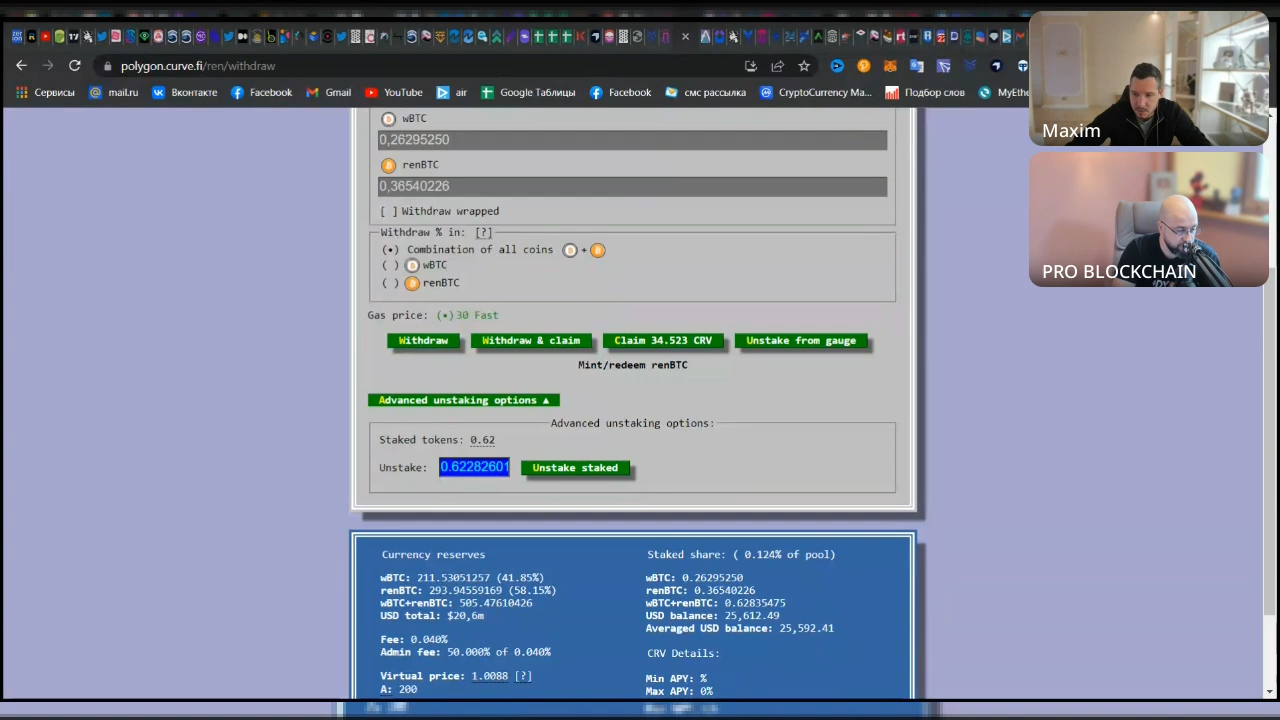 polygon.curve.fi/ren/withdraw
Сервисы mail.ru Вконтакте Facebook Gmail YouTube air Google Таблицы Facebook смс рассылка CryptoCurrency Ma... Подбор слов MyEthe
Maxim
PRO BLOCKCHAIN
wBTC
0,26295250
renBTC
0,36540226
[ ] Withdraw wrapped
Withdraw % in: [?]
(•) Combination of all coins +
( ) wBTC
( ) renBTC
Gas price: (•)30 Fast
Withdraw Withdraw & claim Claim 34.523 CRV Unstake from gauge
Mint/redeem renBTC
Advanced unstaking options ▲
Advanced unstaking options:
Staked tokens: 0.62
Unstake: 0.62282601 Unstake staked
Currency reserves
wBTC: 211.53051257 (41.85%)
renBTC: 293.94559169 (58.15%)
wBTC+renBTC: 505.47610426
USD total: $20,6m
Fee: 0.040%
Admin fee: 50.000% of 0.040%
Virtual price: 1.0088 [?]
A: 200
Staked share: ( 0.124% of pool)
wBTC: 0.26295250
renBTC: 0.36540226
wBTC+renBTC: 0.62835475
USD balance: 25,612.49
Averaged USD balance: 25,592.41
CRV Details:
Min APY: %
Max APY: 0%